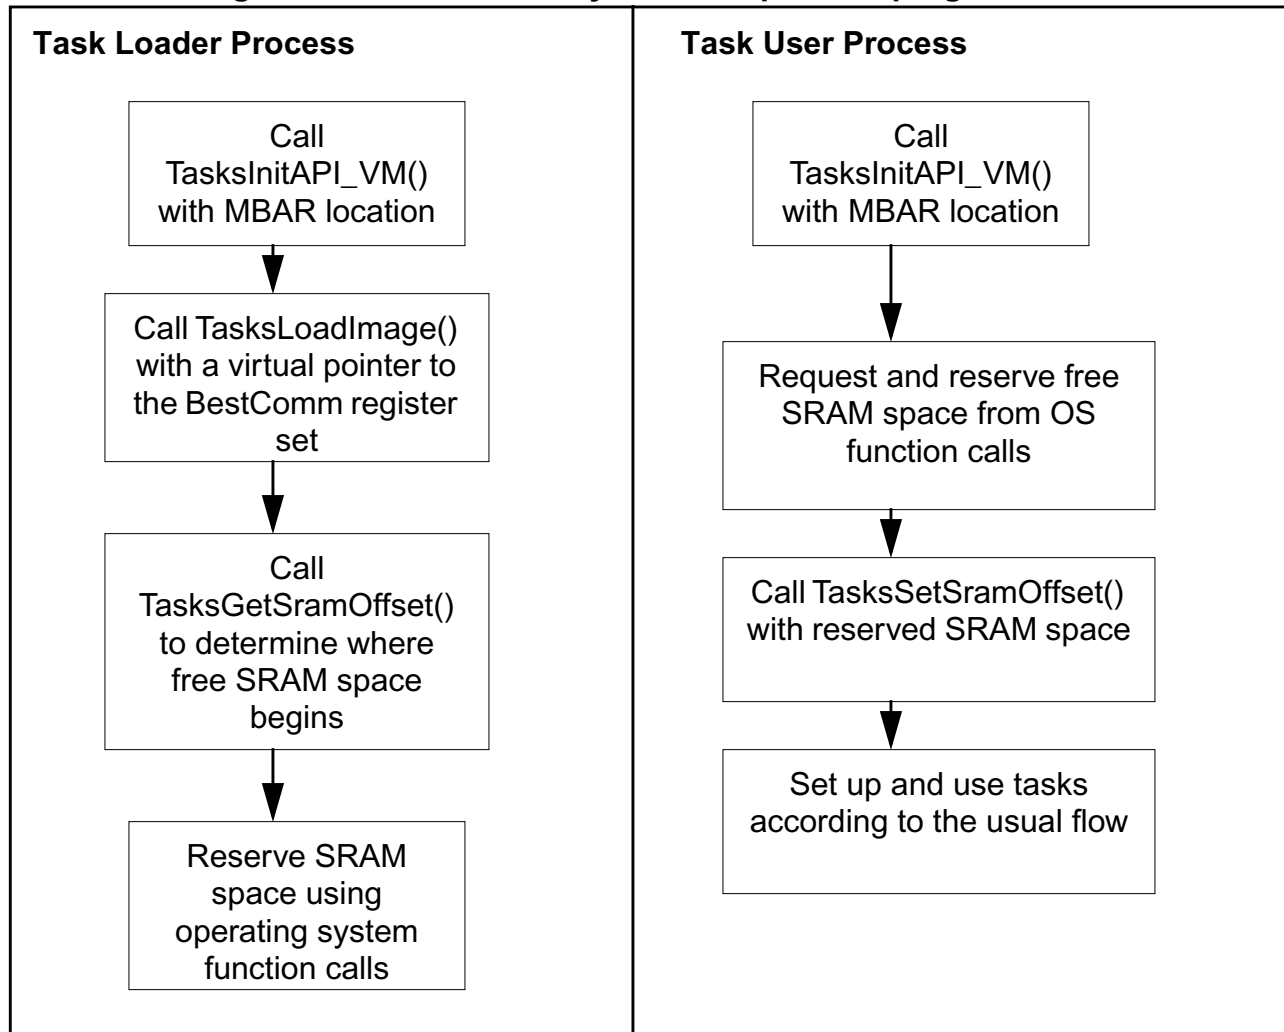 Task Loader Process
Call
TasksInitAPI_VM()
with MBAR location
Call TasksLoadImage()
with a virtual pointer to
the BestComm register
set
Call
TasksGetSramOffset()
to determine where
free SRAM space
begins
Reserve SRAM
space using
operating system
function calls
Task User Process
Call
TasksInitAPI_VM()
with MBAR location
Request and reserve free
SRAM space from OS
function calls
Call TasksSetSramOffset()
with reserved SRAM space
Set up and use tasks
according to the usual flow